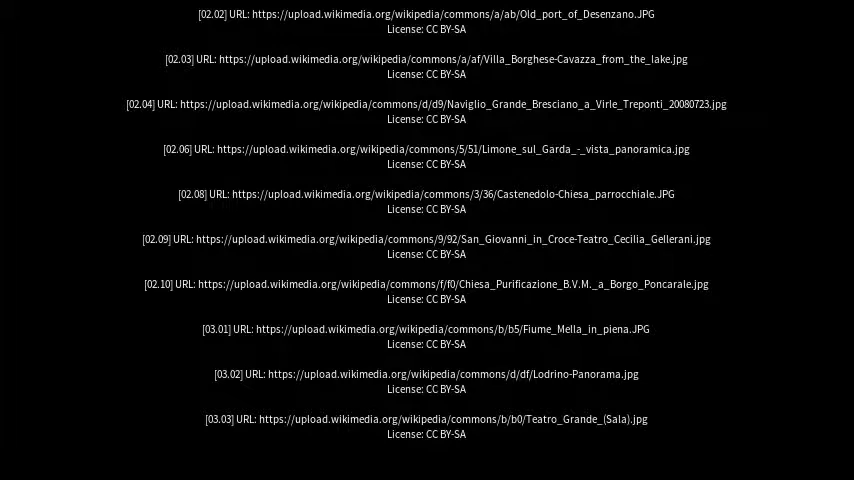 [02.02] URL: https://upload.wikimedia.org/wikipedia/commons/a/ab/Old_port_of_Desenzano.JPG
License: CC BY-SA
[02.03] URL: https://upload.wikimedia.org/wikipedia/commons/a/af/Villa_Borghese-Cavazza_from_the_lake.jpg
License: CC BY-SA
[02.04] URL: https://upload.wikimedia.org/wikipedia/commons/d/d9/Naviglio_Grande_Bresciano_a_Virle_Treponti_20080723.jpg
License: CC BY-SA
[02.06] URL: https://upload.wikimedia.org/wikipedia/commons/5/51/Limone_sul_Garda_-_vista_panoramica.jpg
License: CC BY-SA
[02.08] URL: https://upload.wikimedia.org/wikipedia/commons/3/36/Castenedolo-Chiesa_parrocchiale.JPG
License: CC BY-SA
[02.09] URL: https://upload.wikimedia.org/wikipedia/commons/9/92/San_Giovanni_in_Croce-Teatro_Cecilia_Gellerani.jpg
License: CC BY-SA
[02.10] URL: https://upload.wikimedia.org/wikipedia/commons/f/f0/Chiesa_Purificazione_B.V.M._a_Borgo_Poncarale.jpg
License: CC BY-SA
[03.01] URL: https://upload.wikimedia.org/wikipedia/commons/b/b5/Fiume_Mella_in_piena.JPG
License: CC BY-SA
[03.02] URL: https://upload.wikimedia.org/wikipedia/commons/d/df/Lodrino-Panorama.jpg
License: CC BY-SA
[03.03] URL: https://upload.wikimedia.org/wikipedia/commons/b/b0/Teatro_Grande_(Sala).jpg
License: CC BY-SA